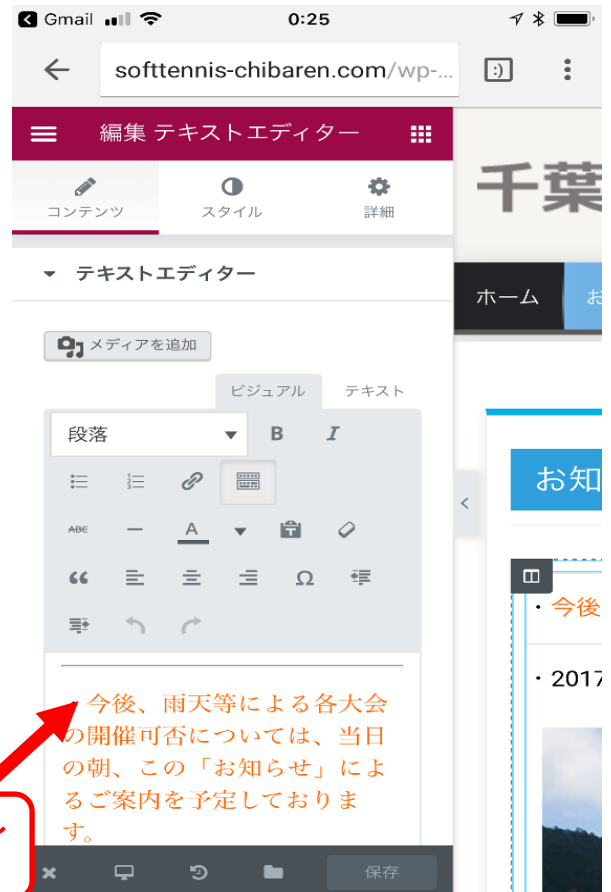 Gmail
0:25
softtennis-chibaren.com/wp-...
:)
編集 テキストエディター
コンテンツ
スタイル
詳細
千葉
テキストエディター
ホーム
お
メディアを追加
ビジュアル
テキスト
段落
B
I
お知
ABE
A
Ω
・今後
・2017
・今後、雨天等による各大会
の開催可否については、当日
の朝、この「お知らせ」によ
るご案内を予定しておりま
す。
保存